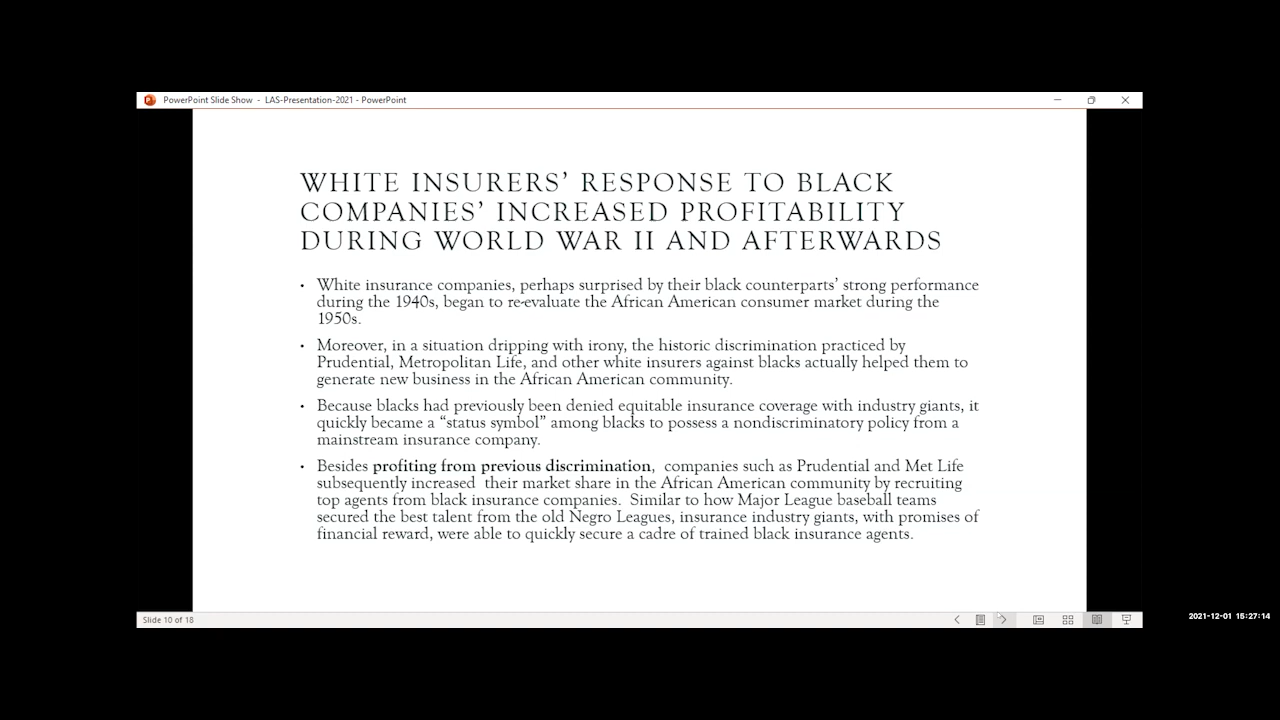 PowerPoint Slide Show - LAS-Presentation-2021 - PowerPoint
WHITE INSURERS’ RESPONSE TO BLACK
COMPANIES’ INCREASED PROFITABILITY
DURING WORLD WAR II AND AFTERWARDS
• White insurance companies, perhaps surprised by their black counterparts’ strong performance
during the 1940s, began to re-evaluate the African American consumer market during the
1950s.
• Moreover, in a situation dripping with irony, the historic discrimination practiced by
Prudential, Metropolitan Life, and other white insurers against blacks actually helped them to
generate new business in the African American community.
• Because blacks had previously been denied equitable insurance coverage with industry giants, it
quickly became a “status symbol” among blacks to possess a nondiscriminatory policy from a
mainstream insurance company.
• Besides profiting from previous discrimination, companies such as Prudential and Met Life
subsequently increased their market share in the African American community by recruiting
top agents from black insurance companies. Similar to how Major League baseball teams
secured the best talent from the old Negro Leagues, insurance industry giants, with promises of
financial reward, were able to quickly secure a cadre of trained black insurance agents.
Slide 10 of 18
2021-12-01 15:27:14